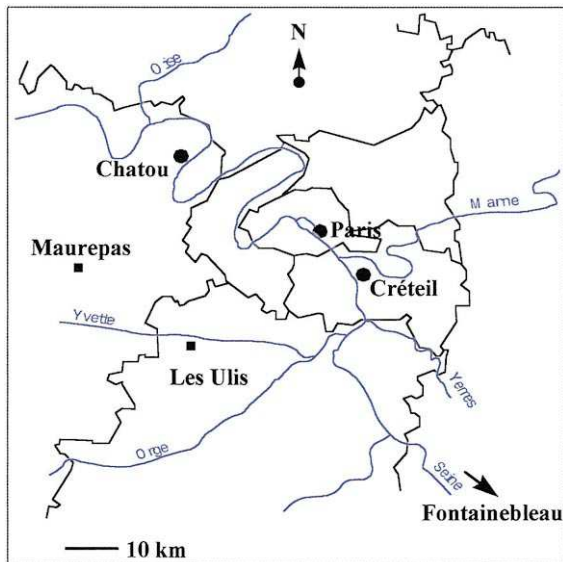 N
Oise
Chatou
Marne
Paris
Maurepas
Créteil
Yvette
Les Ulis
Yerres
Orge
Seine
Fontainebleau
10 km